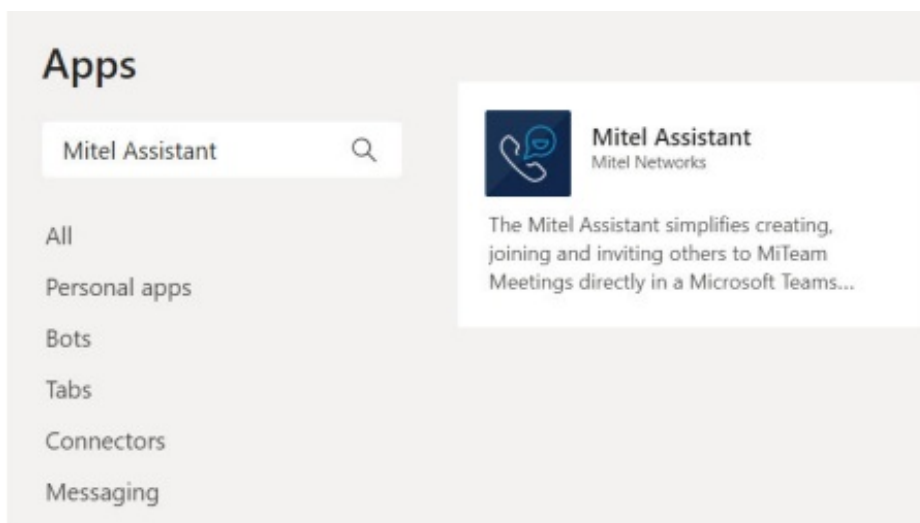 Apps
Mitel Assistant
All
Personal apps
Bots
Tabs
Connectors
Messaging
Mitel Assistant
Mitel Networks
The Mitel Assistant simplifies creating,
joining and inviting others to MiTeam
Meetings directly in a Microsoft Teams...